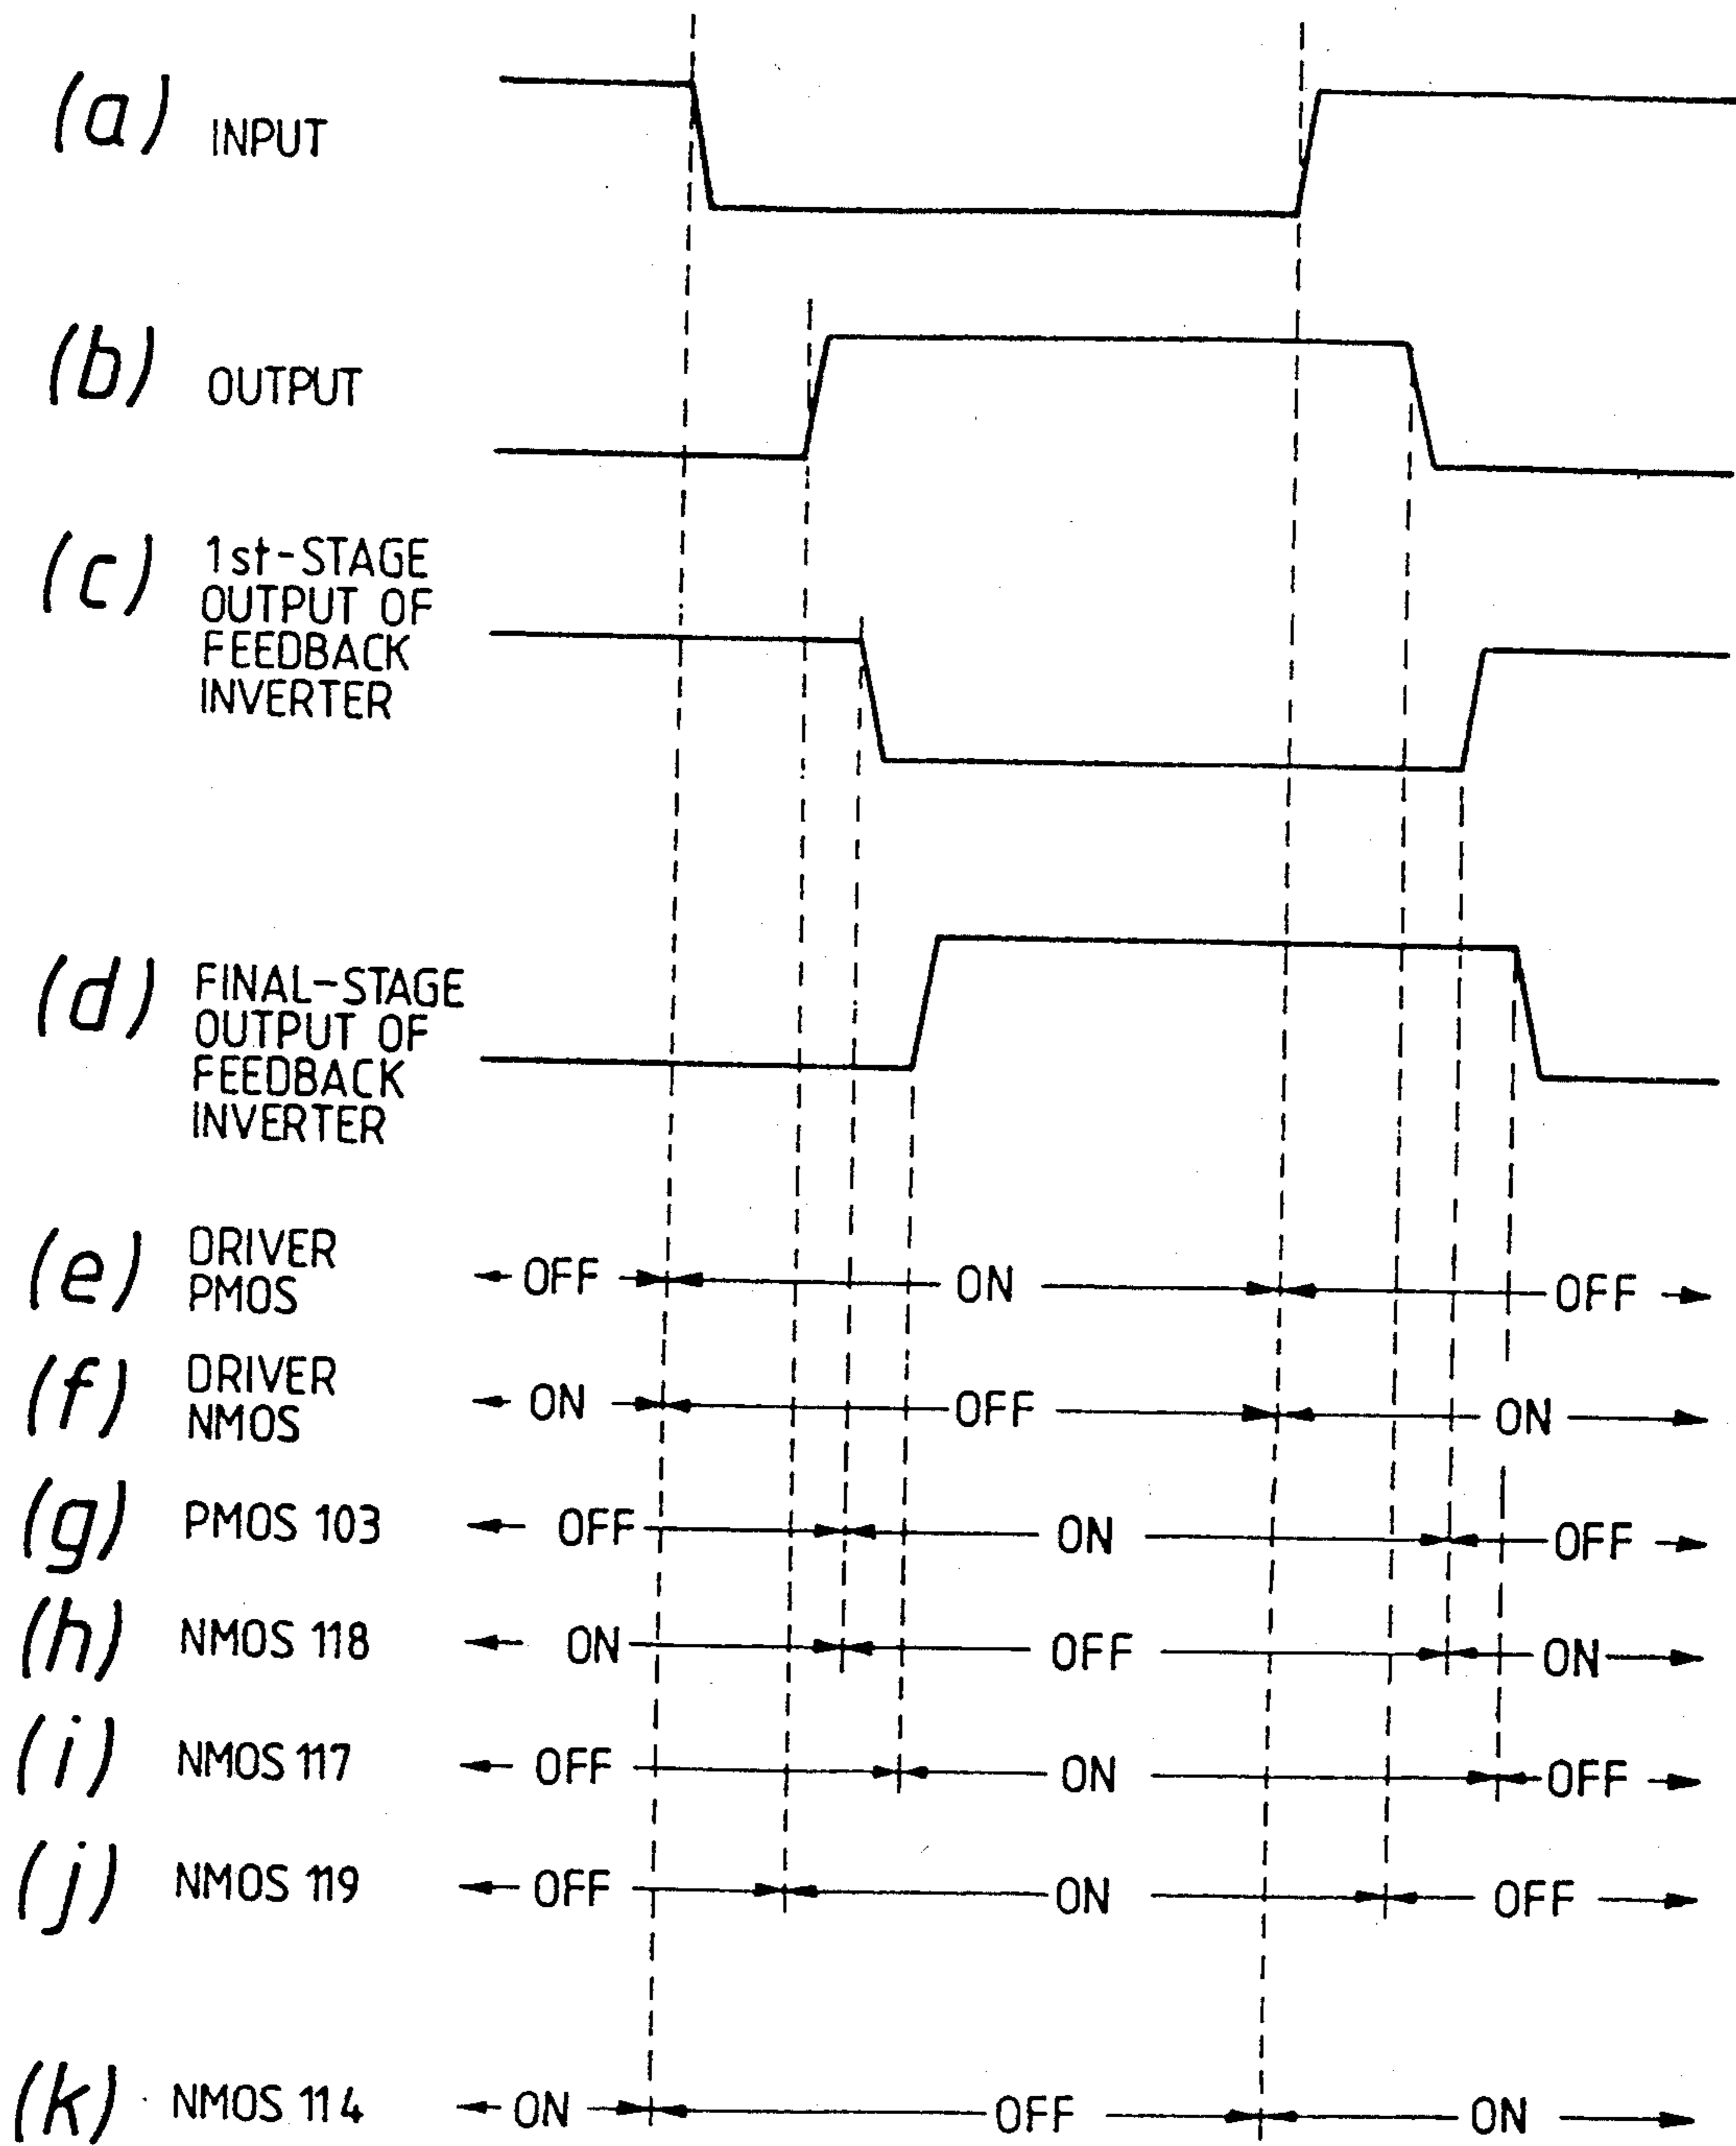 (a) INPUT
(b) OUTPUT
(c) 1st-STAGE
OUTPUT OF
FEEDBACK
INVERTER
(d) FINAL-STAGE
OUTPUT OF
FEEDBACK
INVERTER
(e) DRIVER
PMOS
OFF ON OFF
(f) DRIVER
NMOS
ON OFF ON
(g) PMOS 103 OFF ON OFF
(h) NMOS 118 ON OFF ON
(i) NMOS 117 OFF ON OFF
(j) NMOS 119 OFF ON OFF
(k) NMOS 114 ON OFF ON